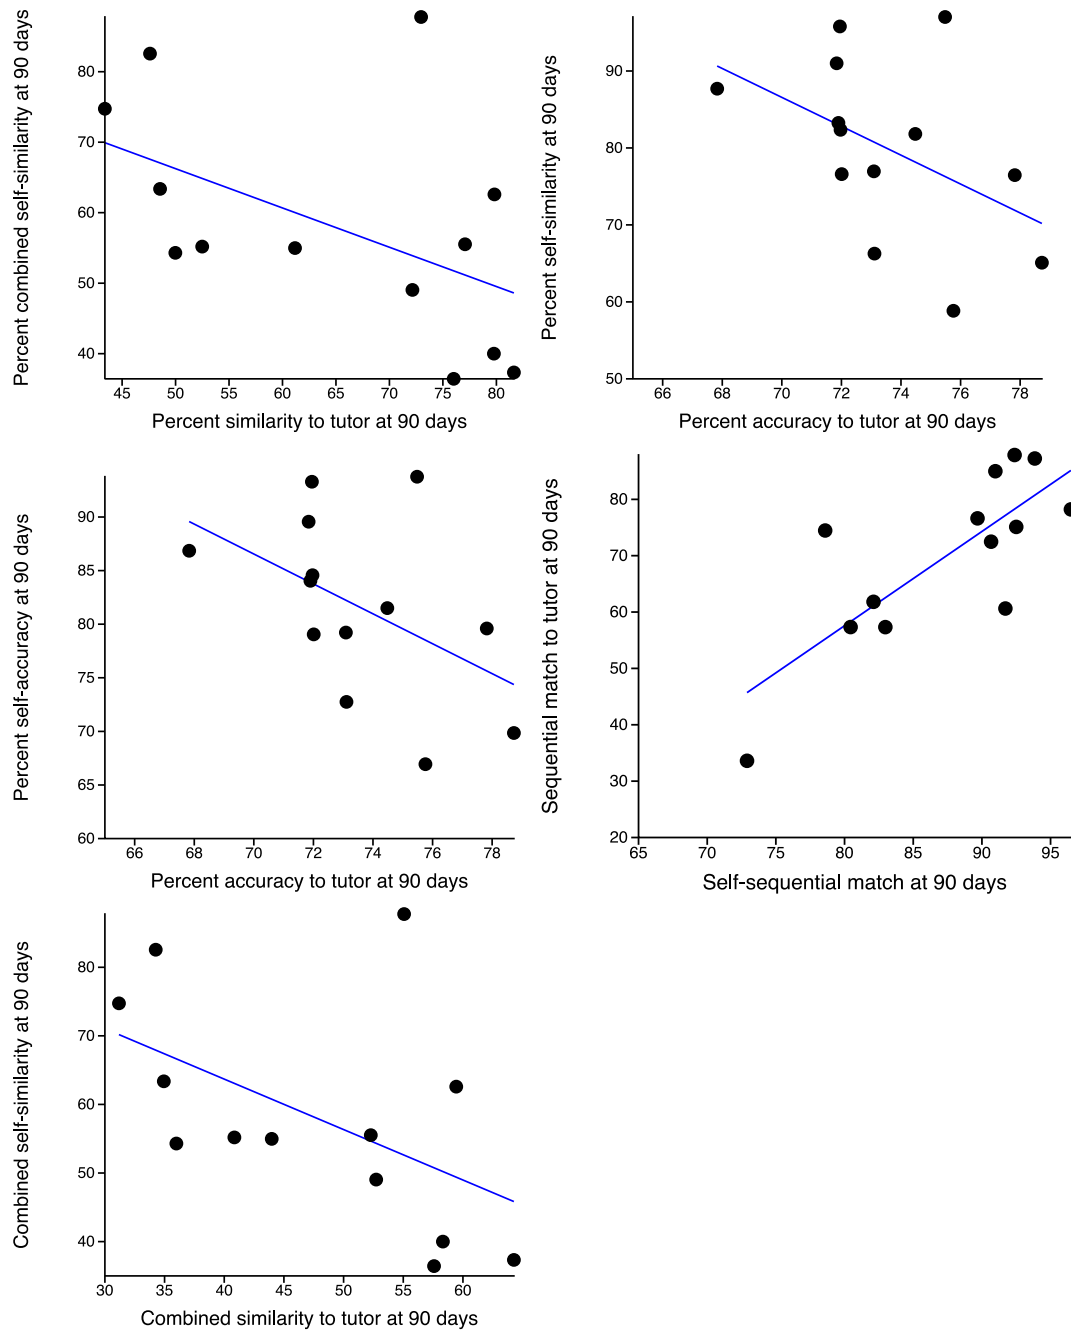 Percent combined self-similarity at 90 days
80
70
60
50
40
45 50 55 60 65 70 75 80
Percent similarity to tutor at 90 days
Percent self-similarity at 90 days
90
80
70
60
50
66 68 70 72 74 76 78
Percent accuracy to tutor at 90 days
Percent self-accuracy at 90 days
90
85
80
75
70
65
60
66 68 70 72 74 76 78
Percent accuracy to tutor at 90 days
Sequential match to tutor at 90 days
80
70
60
50
40
30
20
65 70 75 80 85 90 95
Self-sequential match at 90 days
Combined self-similarity at 90 days
80
70
60
50
40
30 35 40 45 50 55 60
Combined similarity to tutor at 90 days